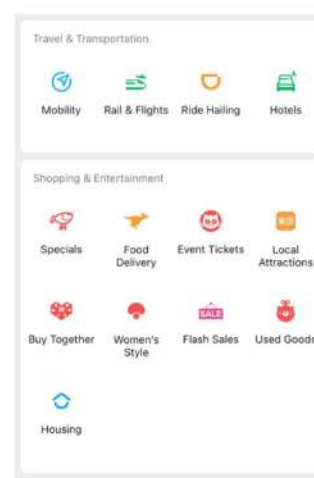 Travel & Transportation
Mobility
Rail & Flights
Ride Hailing
Hotels
Shopping & Entertainment
Specials
Food
Delivery
Event Tickets
Local
Attractions
Buy Together
Women's
Style
SALE
Flash Sales
Used Goods
Housing